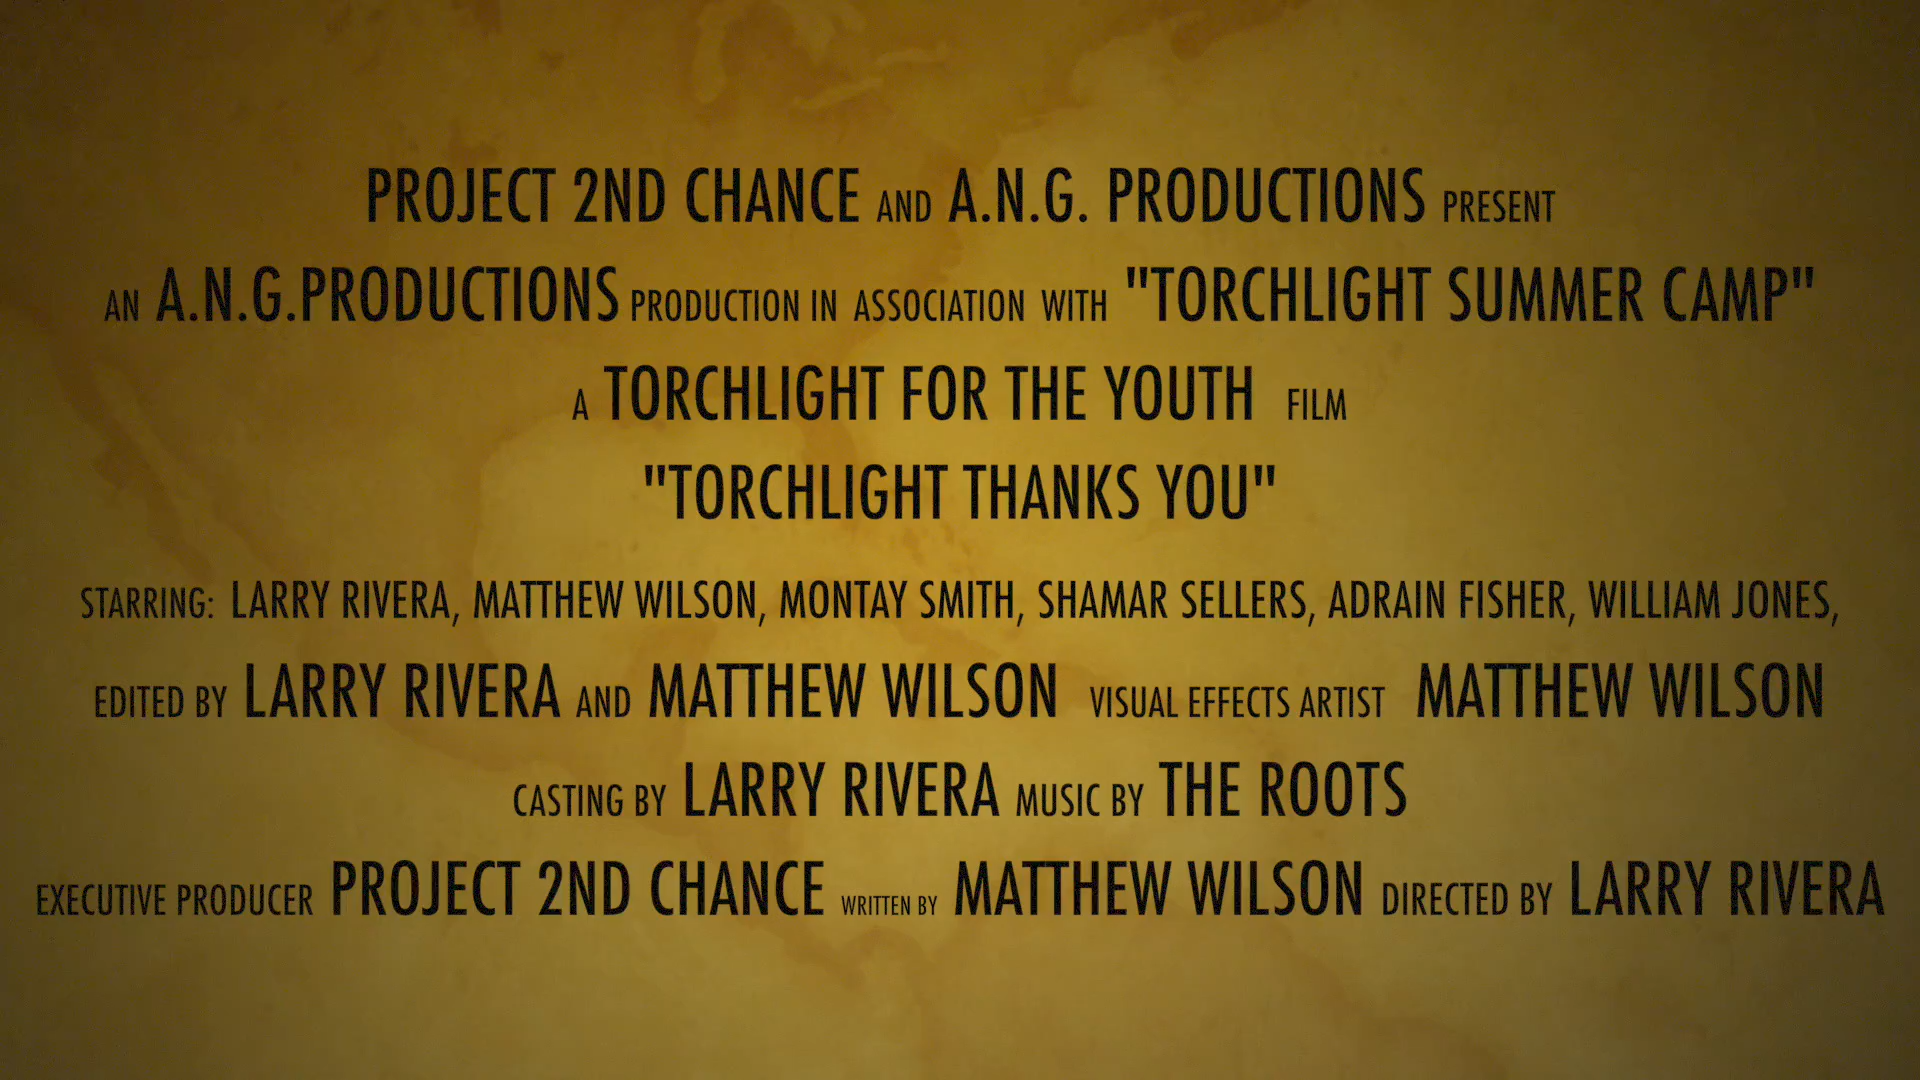 PROJECT 2ND CHANCE AND A.N.G. PRODUCTIONS PRESENT
AN A.N.G.PRODUCTIONS PRODUCTION IN ASSOCIATION WITH "TORCHLIGHT SUMMER CAMP"
A TORCHLIGHT FOR THE YOUTH FILM
"TORCHLIGHT THANKS YOU"
STARRING: LARRY RIVERA, MATTHEW WILSON, MONTAY SMITH, SHAMAR SELLERS, ADRAIN FISHER, WILLIAM JONES,
EDITED BY LARRY RIVERA AND MATTHEW WILSON VISUAL EFFECTS ARTIST MATTHEW WILSON
CASTING BY LARRY RIVERA MUSIC BY THE ROOTS
EXECUTIVE PRODUCER PROJECT 2ND CHANCE WRITTEN BY MATTHEW WILSON DIRECTED BY LARRY RIVERA